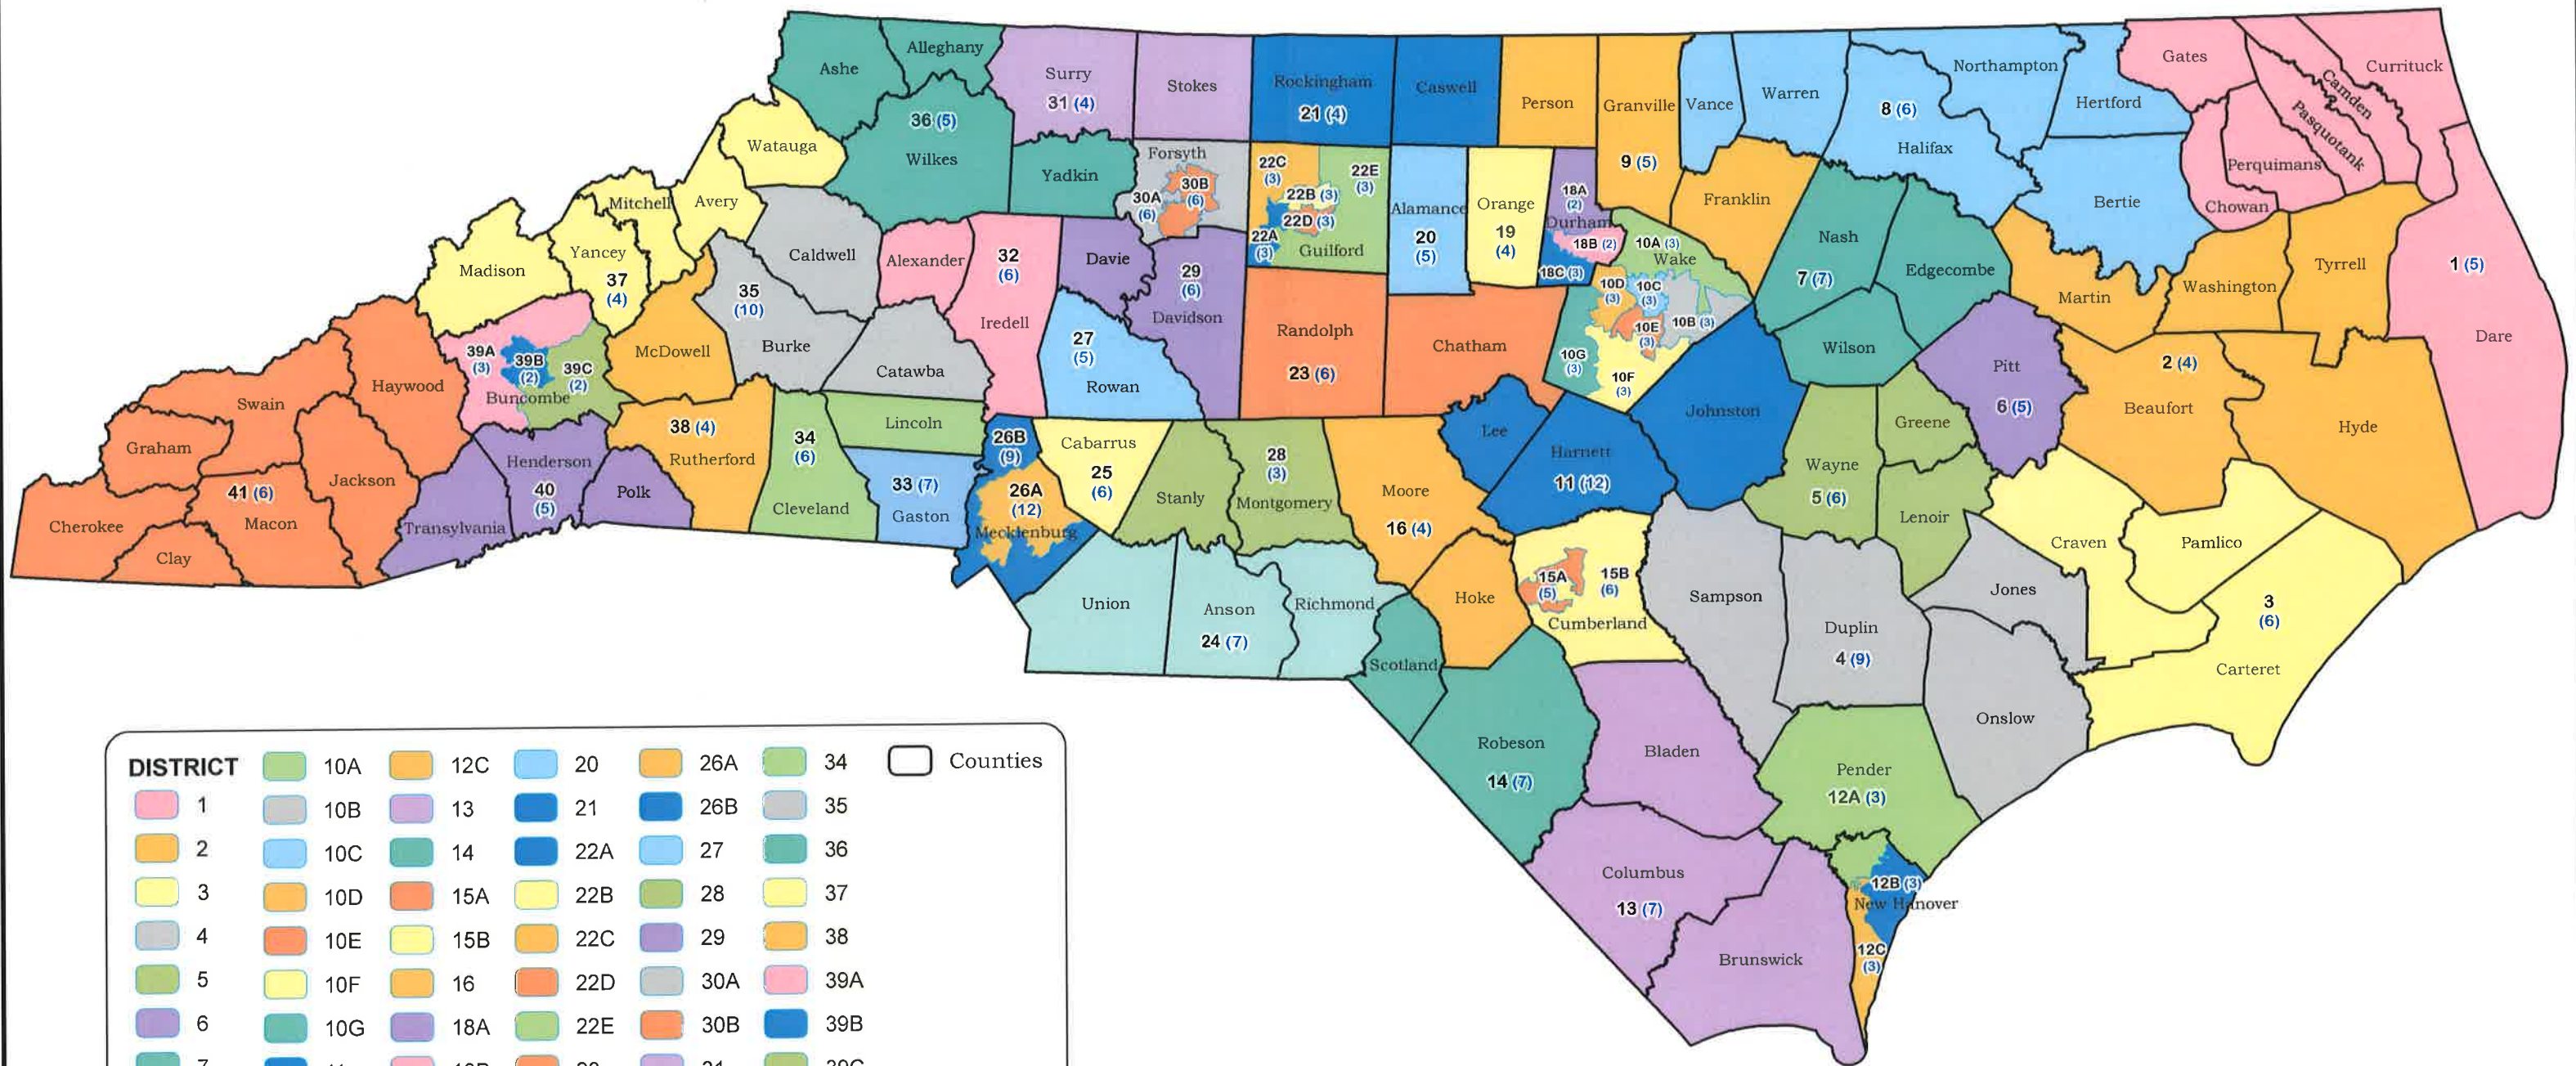 Ashe
Alleghany
Surry
31 (4)
Stokes
Rockingham
21 (4)
Caswell
Person
Granville
9 (5)
Vance
Warren
8 (6)
Halifax
Northampton
Hertford
Gates
Camden
Pasquotank
Currituck
Perquimans
Chowan
Bertie
36 (5)
Wilkes
Watauga
Yadkin
Forsyth
30A
(6)
30B
(6)
22C
(3)
22E
(3)
22B (3)
22D (3)
22A
(3)
Guilford
Alamance
20
(5)
Orange
19
(4)
18A
(2)
Durham
18B (2)
18C (3)
10A (3)
Wake
10D
(3)
10C
(3)
10B (3)
10E
(3)
10G
(3)
10F
(3)
Franklin
Nash
7 (7)
Edgecombe
Wilson
Martin
Washington
Tyrrell
1 (5)
Dare
Mitchell
Avery
Yancey
37
(4)
Madison
Caldwell
35
(10)
Burke
Alexander
32
(6)
Iredell
Catawba
Davie
29
(6)
Davidson
27
(5)
Rowan
Randolph
23 (6)
Chatham
McDowell
39A
(3)
39B
(2)
39C
(2)
Buncombe
Haywood
Swain
Graham
Jackson
41 (6)
Macon
Cherokee
Clay
Transylvania
Henderson
40
(5)
Polk
38 (4)
Rutherford
34
(6)
Cleveland
Lincoln
33 (7)
Gaston
26B
(9)
26A
(12)
Mecklenburg
Cabarrus
25
(6)
Stanly
28
(3)
Montgomery
Moore
16 (4)
Lee
Harnett
11 (12)
Johnston
Wayne
5 (6)
Greene
Lenoir
Pitt
6 (5)
2 (4)
Beaufort
Hyde
Craven
Pamlico
3
(6)
Carteret
Jones
Union
Anson
24 (7)
Richmond
Scotland
Hoke
15A
(5)
15B
(6)
Cumberland
Sampson
Duplin
4 (9)
Onslow
Robeson
14 (7)
Bladen
Pender
12A (3)
Columbus
13 (7)
Brunswick
12B (3)
New Hanover
12C
(3)
DISTRICT
1
2
3
4
5
6
7
10A
10B
10C
10D
10E
10F
10G
12C
13
14
15A
15B
16
18A
20
21
22A
22B
22C
22D
22E
26A
26B
27
28
29
30A
30B
34
35
36
37
38
39A
39B
Counties